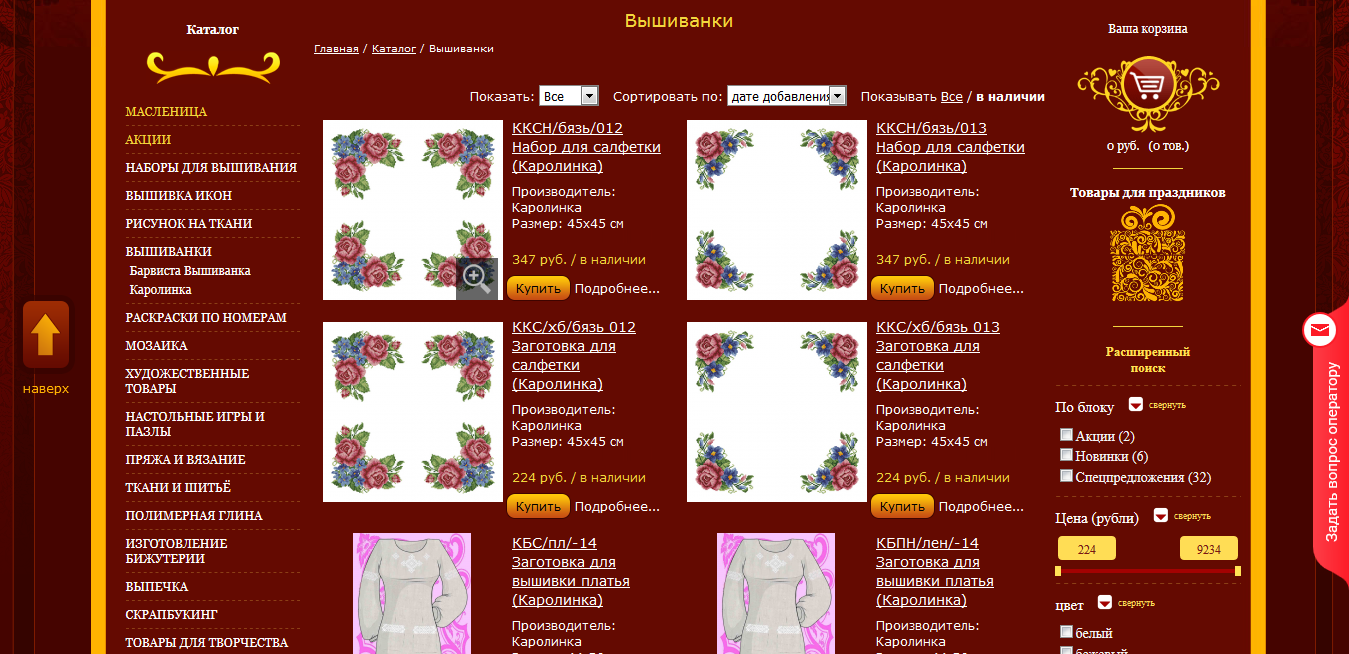 Каталог
МАСЛЕНИЦА
АКЦИИ
НАБОРЫ ДЛЯ ВЫШИВАНИЯ
ВЫШИВКА ИКОН
РИСУНОК НА ТКАНИ
ВЫШИВАНКИ
Барвиста Вышиванка
Каролинка
РАСКРАСКИ ПО НОМЕРАМ
МОЗАИКА
ХУДОЖЕСТВЕННЫЕ
ТОВАРЫ
НАСТОЛЬНЫЕ ИГРЫ И
ПАЗЛЫ
ПРЯЖА И ВЯЗАНИЕ
ТКАНИ И ШИТЬЁ
ПОЛИМЕРНАЯ ГЛИНА
ИЗГОТОВЛЕНИЕ
БИЖУТЕРИИ
ВЫПЕЧКА
СКРАПБУКИНГ
ТОВАРЫ ДЛЯ ТВОРЧЕСТВА
наверх
Вышиванки
Главная / Каталог / Вышиванки
Показать: Все Сортировать по: дате добавления Показывать Все / в наличии
ККСН/бязь/012
Набор для салфетки
(Каролинка)
Производитель:
Каролинка
Размер: 45х45 см
347 руб. / в наличии
Купить Подробнее...
ККСН/бязь/013
Набор для салфетки
(Каролинка)
Производитель:
Каролинка
Размер: 45х45 см
347 руб. / в наличии
Купить Подробнее...
ККС/хб/бязь 012
Заготовка для
салфетки
(Каролинка)
Производитель:
Каролинка
Размер: 45х45 см
224 руб. / в наличии
Купить Подробнее...
ККС/хб/бязь 013
Заготовка для
салфетки
(Каролинка)
Производитель:
Каролинка
Размер: 45х45 см
224 руб. / в наличии
Купить Подробнее...
КБС/пл/-14
Заготовка для
вышивки платья
(Каролинка)
Производитель:
Каролинка
КБПН/лен/-14
Заготовка для
вышивки платья
(Каролинка)
Производитель:
Каролинка
Ваша корзина
0 руб. (0 тов.)
Товары для праздников
Расширенный
поиск
По блоку свернуть
Акции (2)
Новинки (6)
Спецпредложения (32)
Цена (рубли) свернуть
224 9234
цвет свернуть
белый
бежевый
Задать вопрос оператору